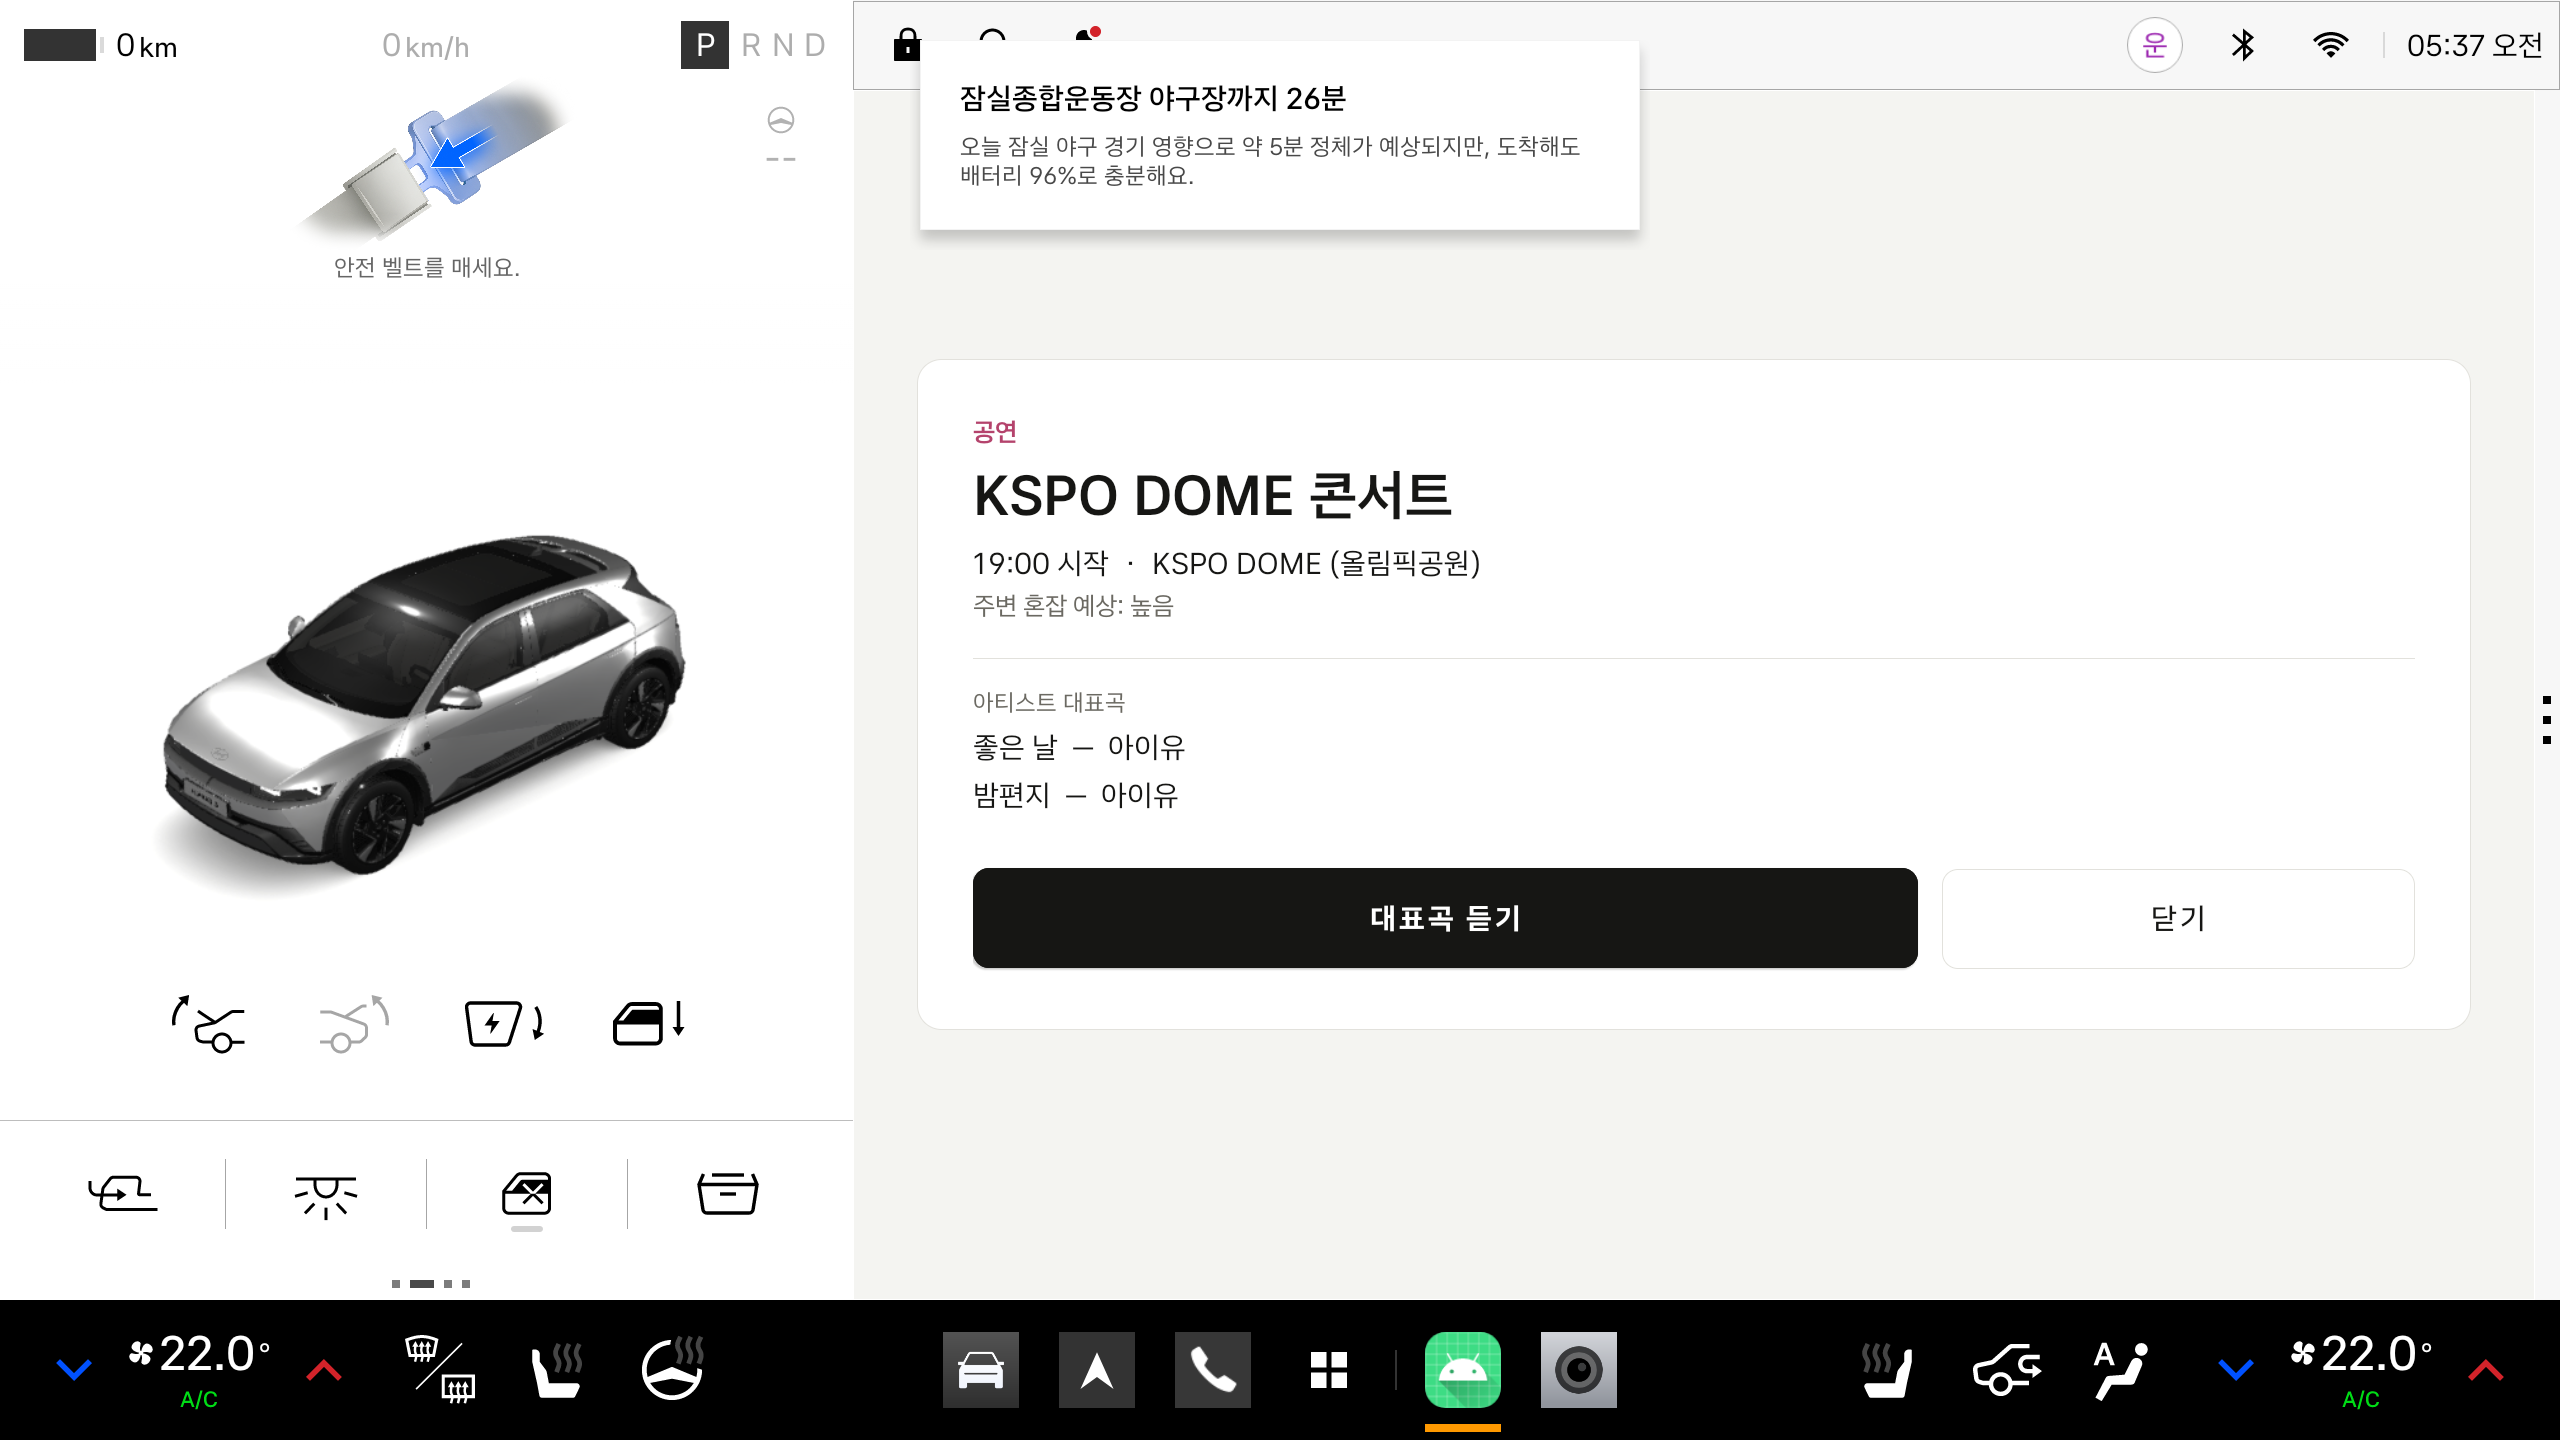 0 km
0 km/h
P R N D
운
05:37 오전
잠실종합운동장 야구장까지 26분
오늘 잠실 야구 경기 영향으로 약 5분 정체가 예상되지만, 도착해도
배터리 96%로 충분해요.
안전 벨트를 매세요.
공연
KSPO DOME 콘서트
19:00 시작 · KSPO DOME (올림픽공원)
주변 혼잡 예상: 높음
아티스트 대표곡
좋은 날 — 아이유
밤편지 — 아이유
대표곡 듣기
닫기
22.0°
A/C
A
22.0°
A/C